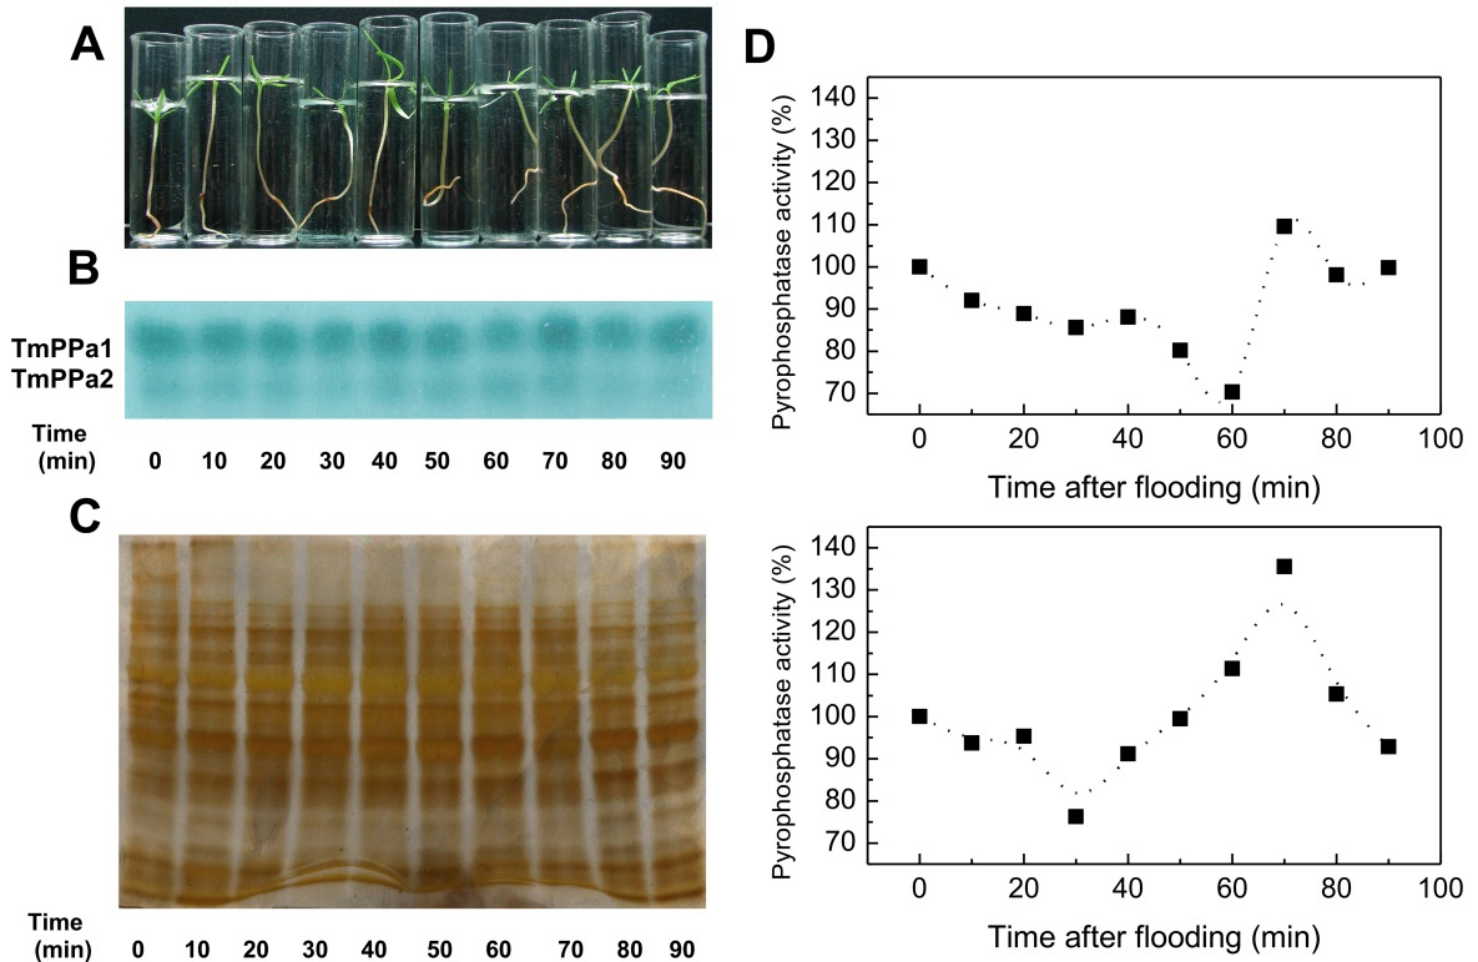 A
B
TmPPa1
TmPPa2
Time
(min)
0 10 20 30 40 50 60 70 80 90
C
Time
(min)
0 10 20 30 40 50 60 70 80 90
D
Pyrophosphatase activity (%)
140
130
120
110
100
90
80
70
0 20 40 60 80 100
Time after flooding (min)
Pyrophosphatase activity (%)
140
130
120
110
100
90
80
70
0 20 40 60 80 100
Time after flooding (min)